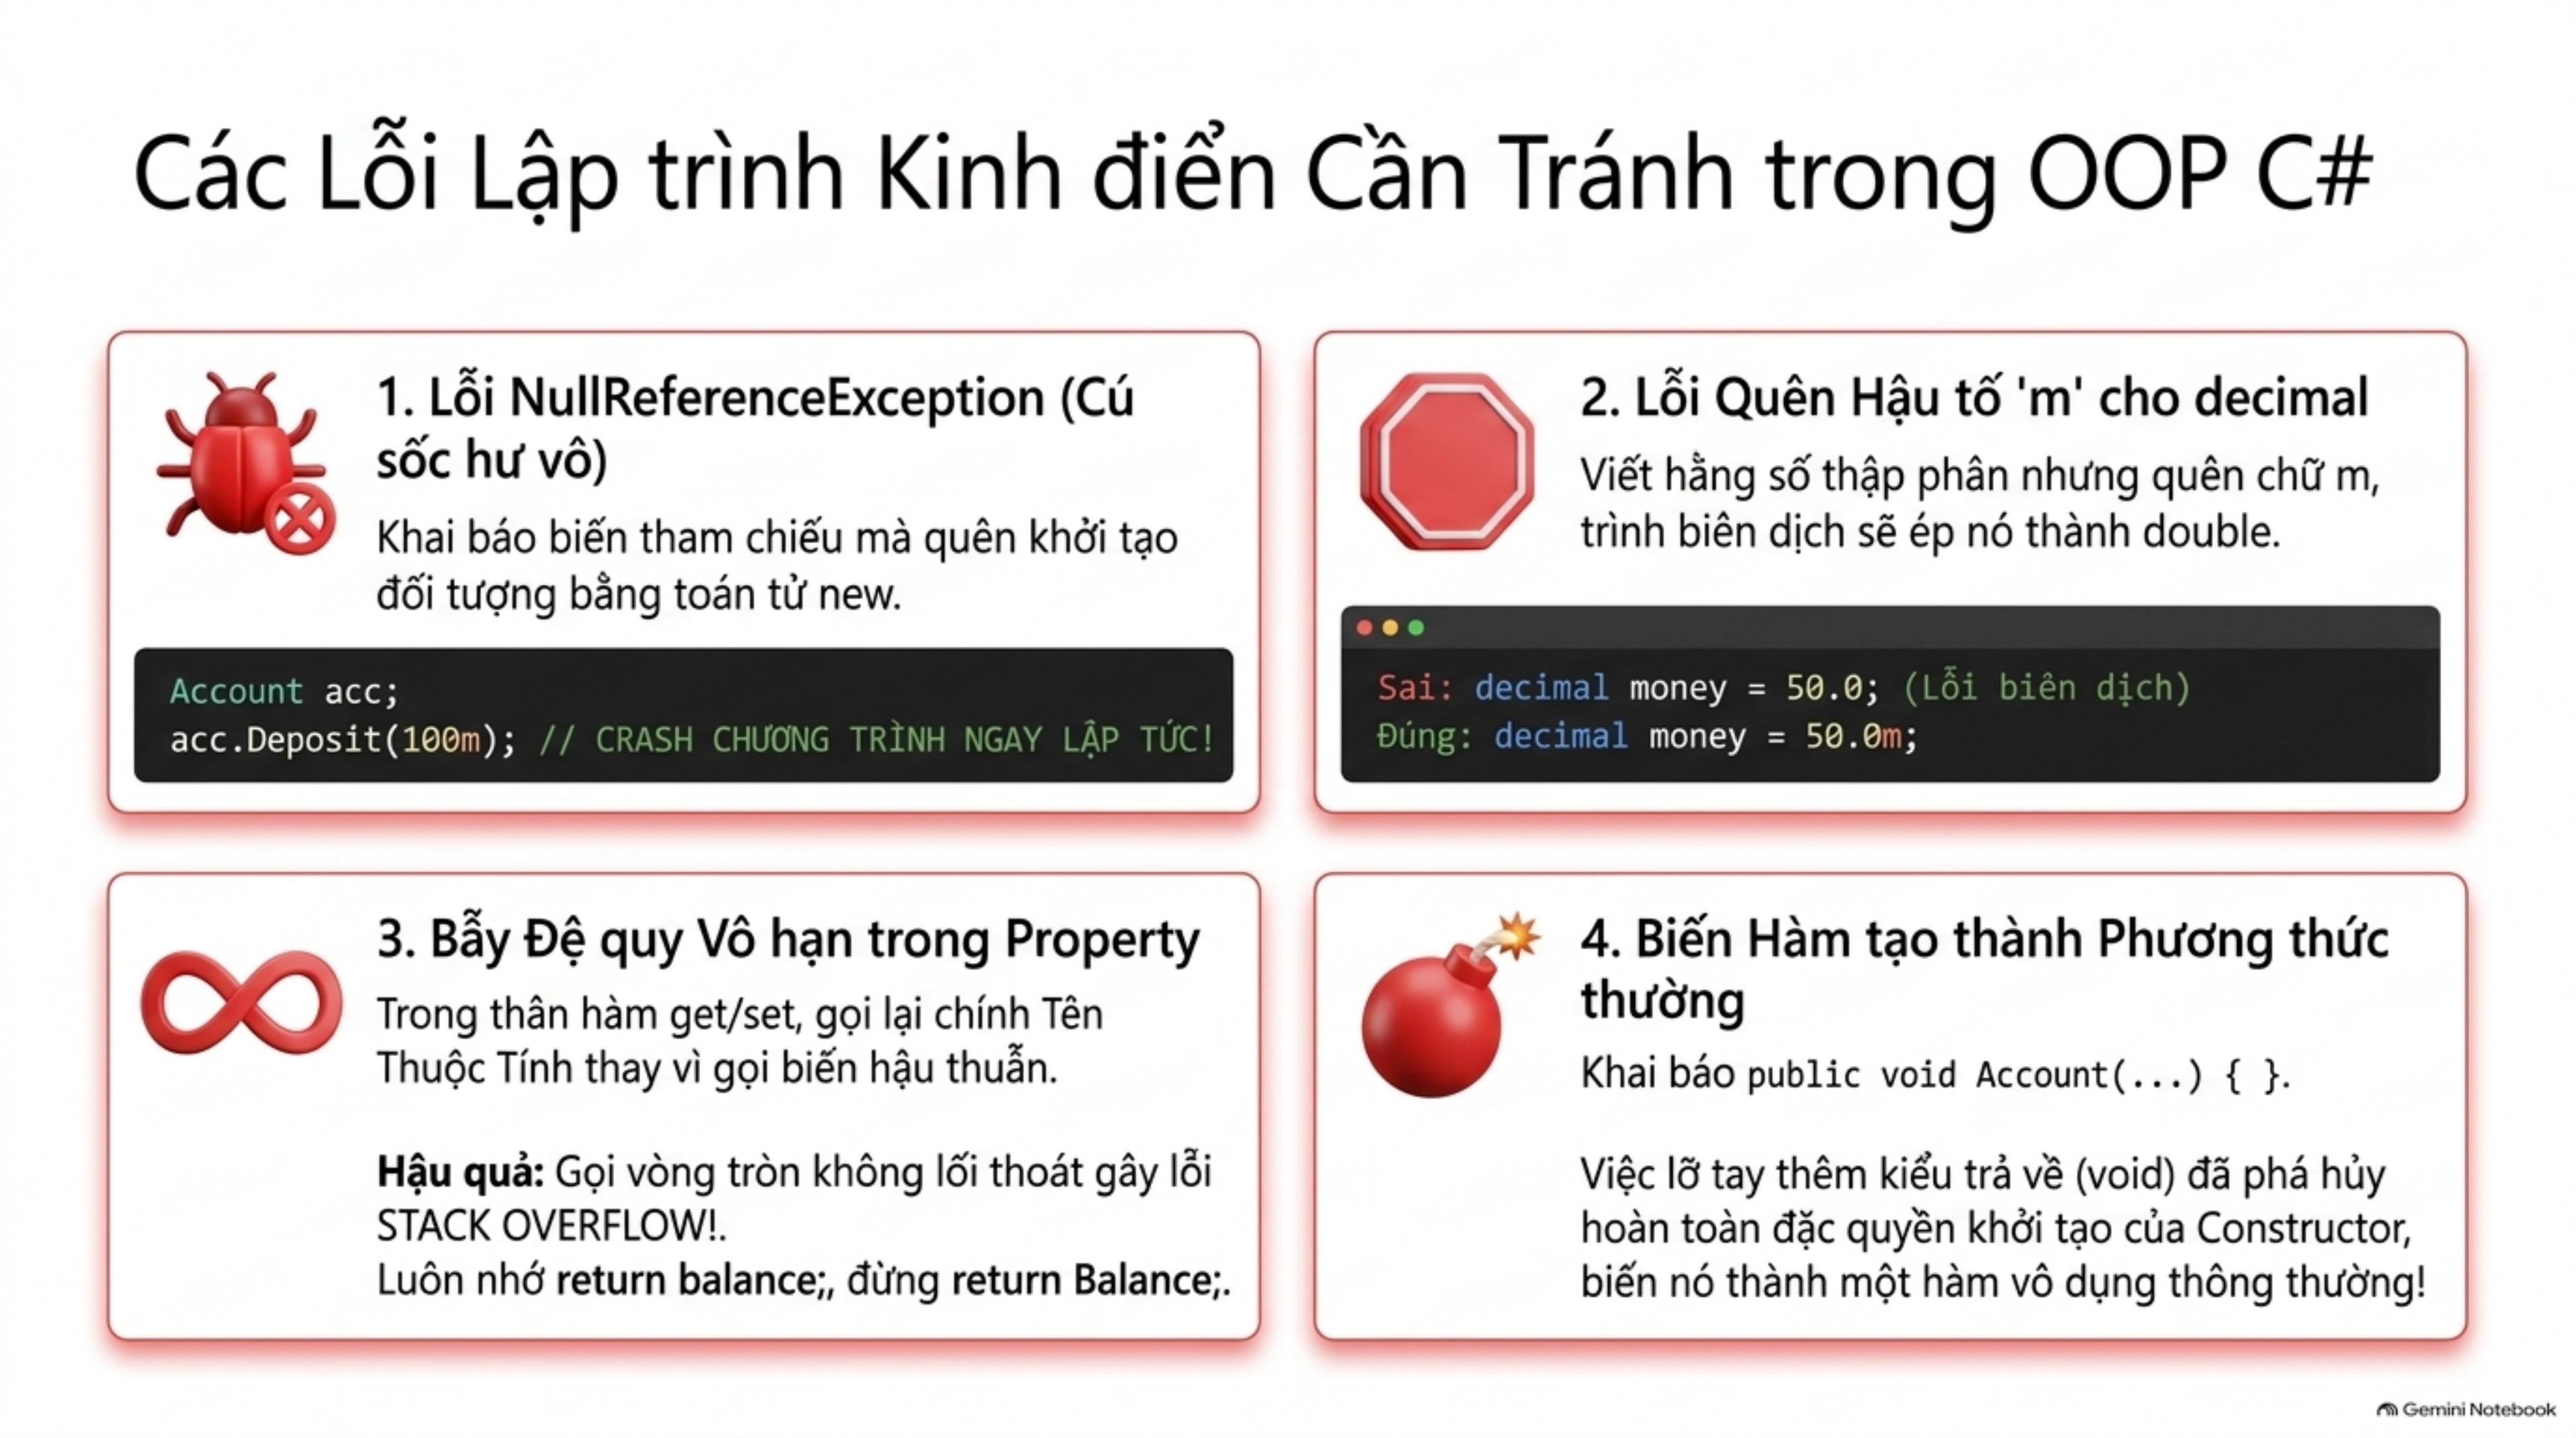 Các Lỗi Lập trình Kinh điển Cần Tránh trong OOP C#
1. Lỗi NullReferenceException (Cú
sốc hư vô)
Khai báo biến tham chiếu mà quên khởi tạo
đối tượng bằng toán tử new.
Account acc;
acc.Deposit(100m); // CRASH CHƯƠNG TRÌNH NGAY LẬP TỨC!
2. Lỗi Quên Hậu tố 'm' cho decimal
Viết hằng số thập phân nhưng quên chữ m,
trình biên dịch sẽ ép nó thành double.
Sai: decimal money = 50.0; (Lỗi biên dịch)
Đúng: decimal money = 50.0m;
3. Bẫy Đệ quy Vô hạn trong Property
Trong thân hàm get/set, gọi lại chính Tên
Thuộc Tính thay vì gọi biến hậu thuẫn.
Hậu quả: Gọi vòng tròn không lối thoát gây lỗi
STACK OVERFLOW!.
Luôn nhớ return balance;, đừng return Balance;.
4. Biến Hàm tạo thành Phương thức
thường
Khai báo public void Account(...) { }.
Việc lỡ tay thêm kiểu trả về (void) đã phá hủy
hoàn toàn đặc quyền khởi tạo của Constructor,
biến nó thành một hàm vô dụng thông thường!
Gemini Notebook